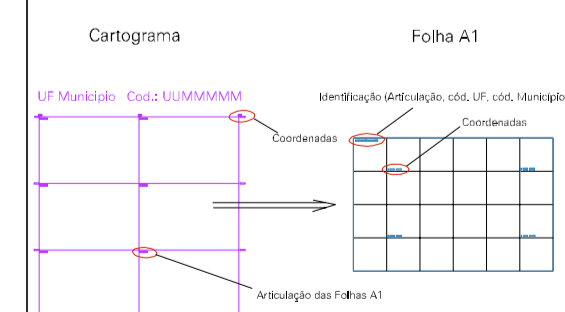 Cartograma
Folha A1
UF Municipio Cod.: UUMMMMM
Identificação (Articulação, cód. UF, cód. Município
Coordenadas
Coordenadas
Articulação das Folhas A1